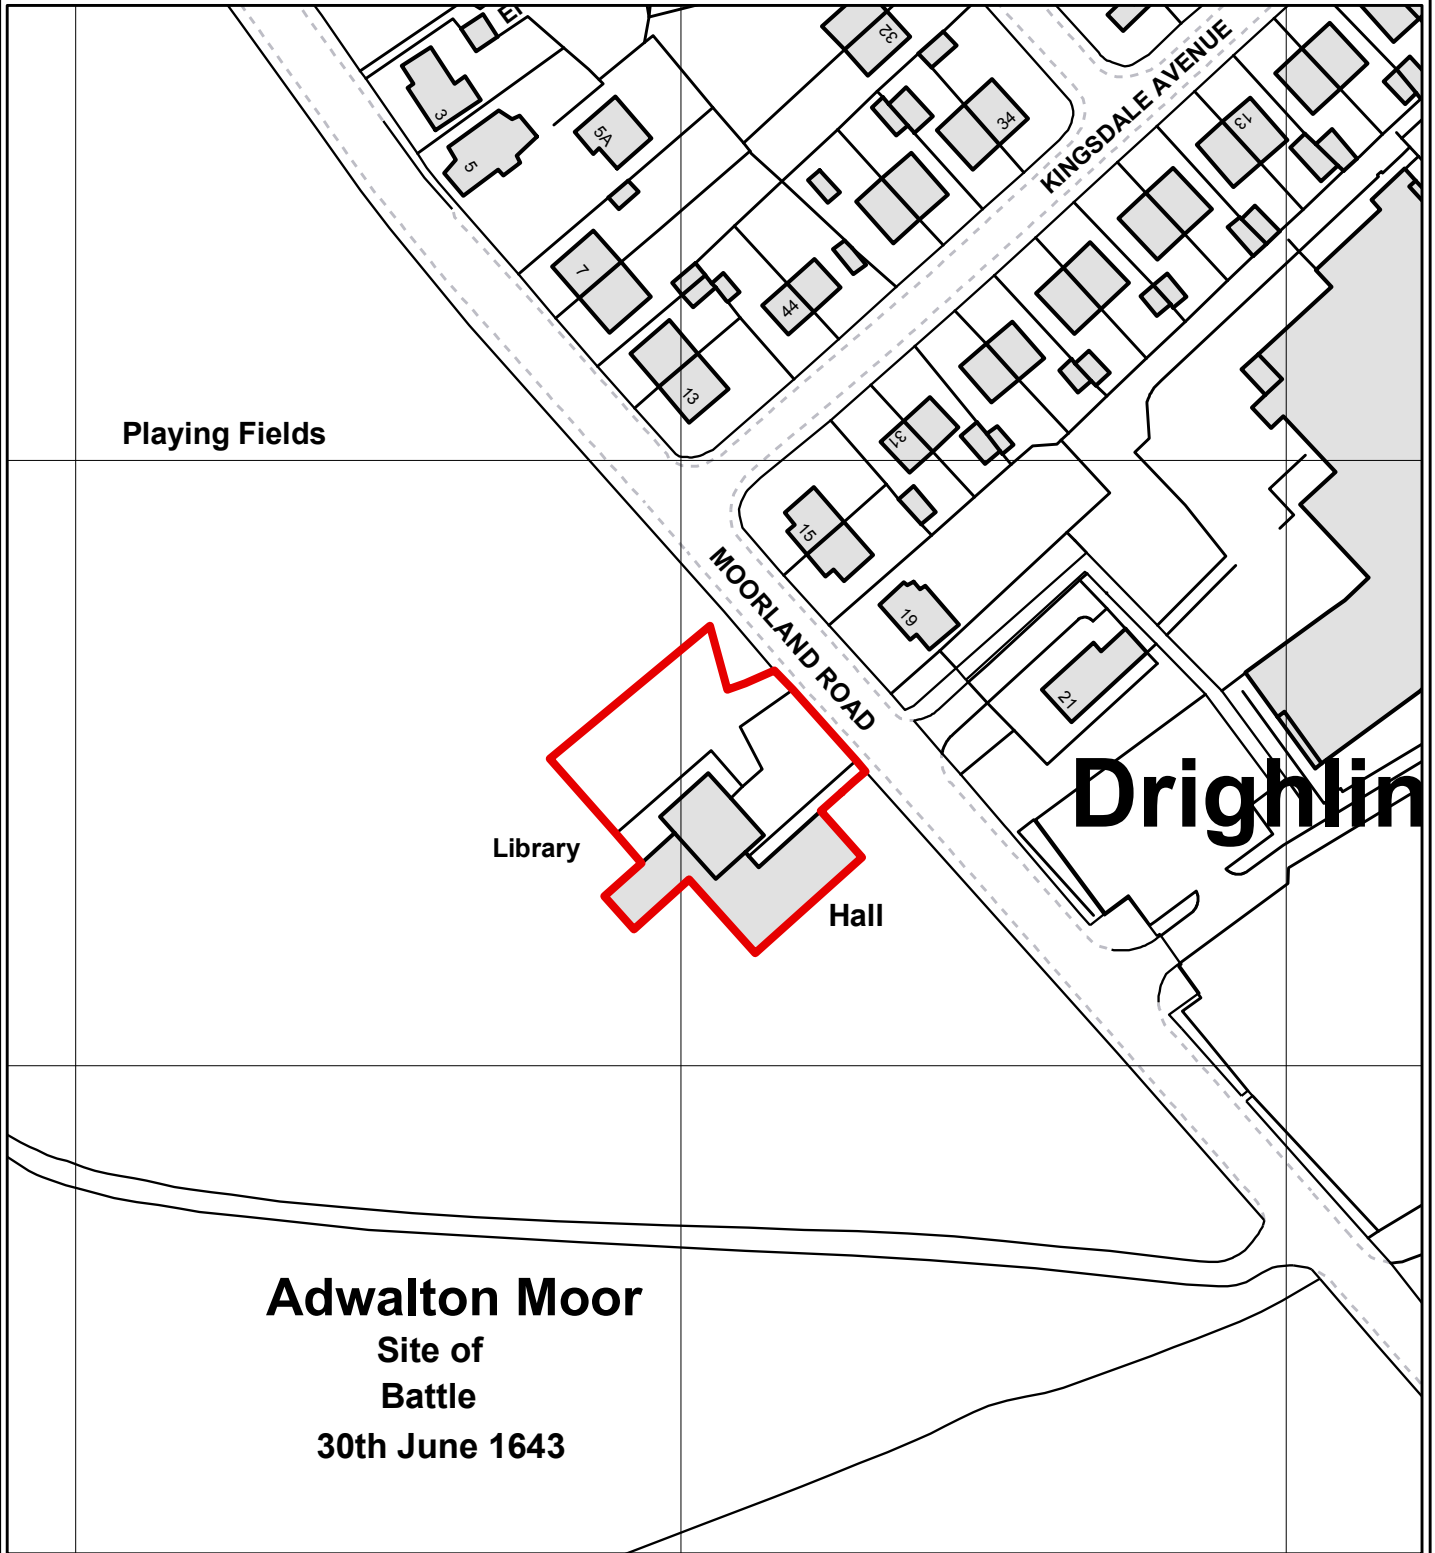 32
3
5
5A
34
KINGSDALE AVENUE
13
7
44
13
Playing Fields
31
15
MOORLAND ROAD
19
21
Drighlin
Library
Hall
Adwalton Moor
Site of
Battle
30th June 1643